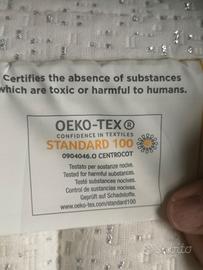 Certifies the absence of substances
which are toxic or harmful to humans.
OEKO-TEX®
CONFIDENCE IN TEXTILES
STANDARD 100
0904046.O CENTROCOT
Testato per sostanze nocive.
Tested for harmful substances.
Testé substances nocives.
Control de sustancias nocivas.
Geprüft auf Schadstoffe.
www.oeko-tex.com/standard100
subito